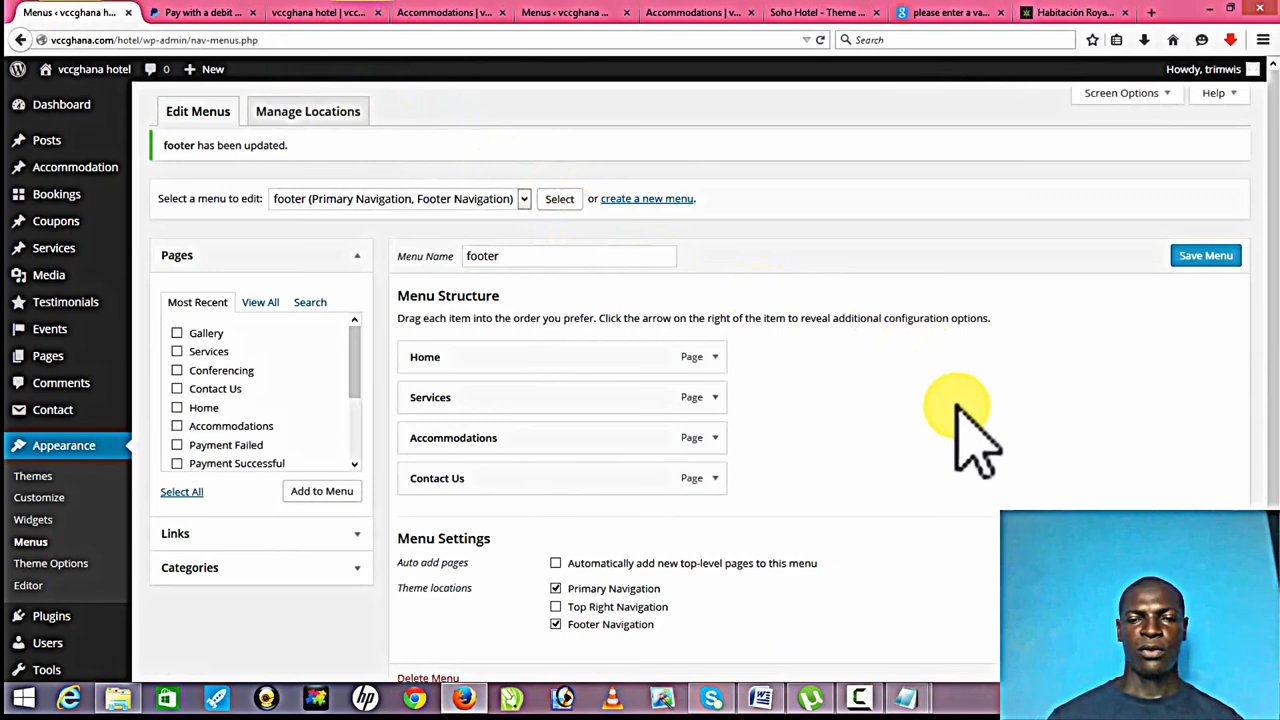 Menus ‹ vccghana h...
Pay with a debit ...
vccghana hotel | vcc...
Accommodations | v...
Menus ‹ vccghana ...
Accommodations | v...
Soho Hotel - Theme ...
please enter a va...
Habitación Roya...
vccghana.com/hotel/wp-admin/nav-menus.php
Search
vccghana hotel
0
New
Howdy, trimwis
Dashboard
Posts
Accommodation
Bookings
Coupons
Services
Media
Testimonials
Events
Pages
Comments
Contact
Appearance
Themes
Customize
Widgets
Menus
Theme Options
Editor
Plugins
Users
Tools
Edit Menus
Manage Locations
Screen Options
Help
footer has been updated.
Select a menu to edit: footer (Primary Navigation, Footer Navigation) Select or create a new menu.
Pages
Most Recent View All Search
Gallery
Services
Conferencing
Contact Us
Home
Accommodations
Payment Failed
Payment Successful
Select All
Add to Menu
Links
Categories
Menu Name footer
Save Menu
Menu Structure
Drag each item into the order you prefer. Click the arrow on the right of the item to reveal additional configuration options.
Home Page
Services Page
Accommodations Page
Contact Us Page
Menu Settings
Auto add pages Automatically add new top-level pages to this menu
Theme locations Primary Navigation
Top Right Navigation
Footer Navigation
Delete Menu